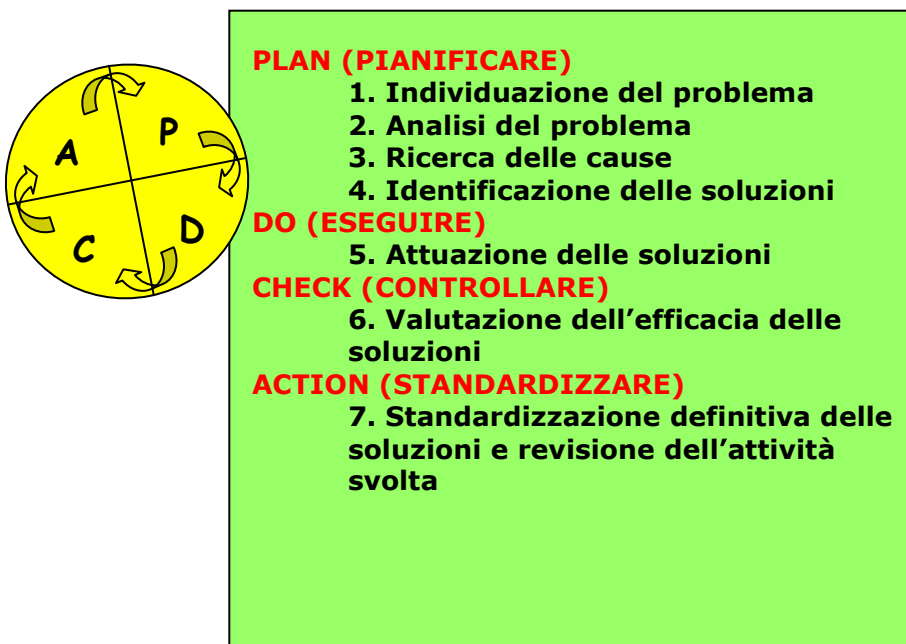 A
P
C
D
PLAN (PIANIFICARE)
1. Individuazione del problema
2. Analisi del problema
3. Ricerca delle cause
4. Identificazione delle soluzioni
DO (ESEGUIRE)
5. Attuazione delle soluzioni
CHECK (CONTROLLARE)
6. Valutazione dell’efficacia delle
soluzioni
ACTION (STANDARDIZZARE)
7. Standardizzazione definitiva delle
soluzioni e revisione dell’attività
svolta